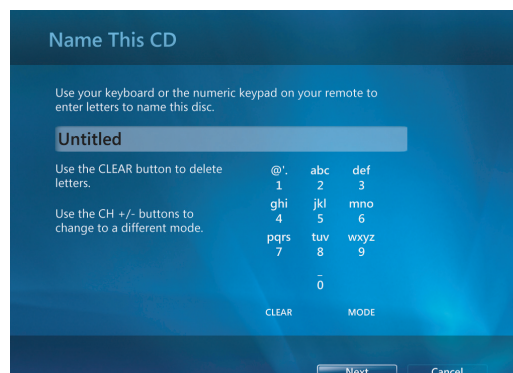 Name This CD
Use your keyboard or the numeric keypad on your remote to
enter letters to name this disc.
Untitled
Use the CLEAR button to delete
letters.
Use the CH +/- buttons to
change to a different mode.
@'. abc def
1 2 3
ghi jkl mno
4 5 6
pqrs tuv wxyz
7 8 9
_
0
CLEAR MODE
Next Cancel